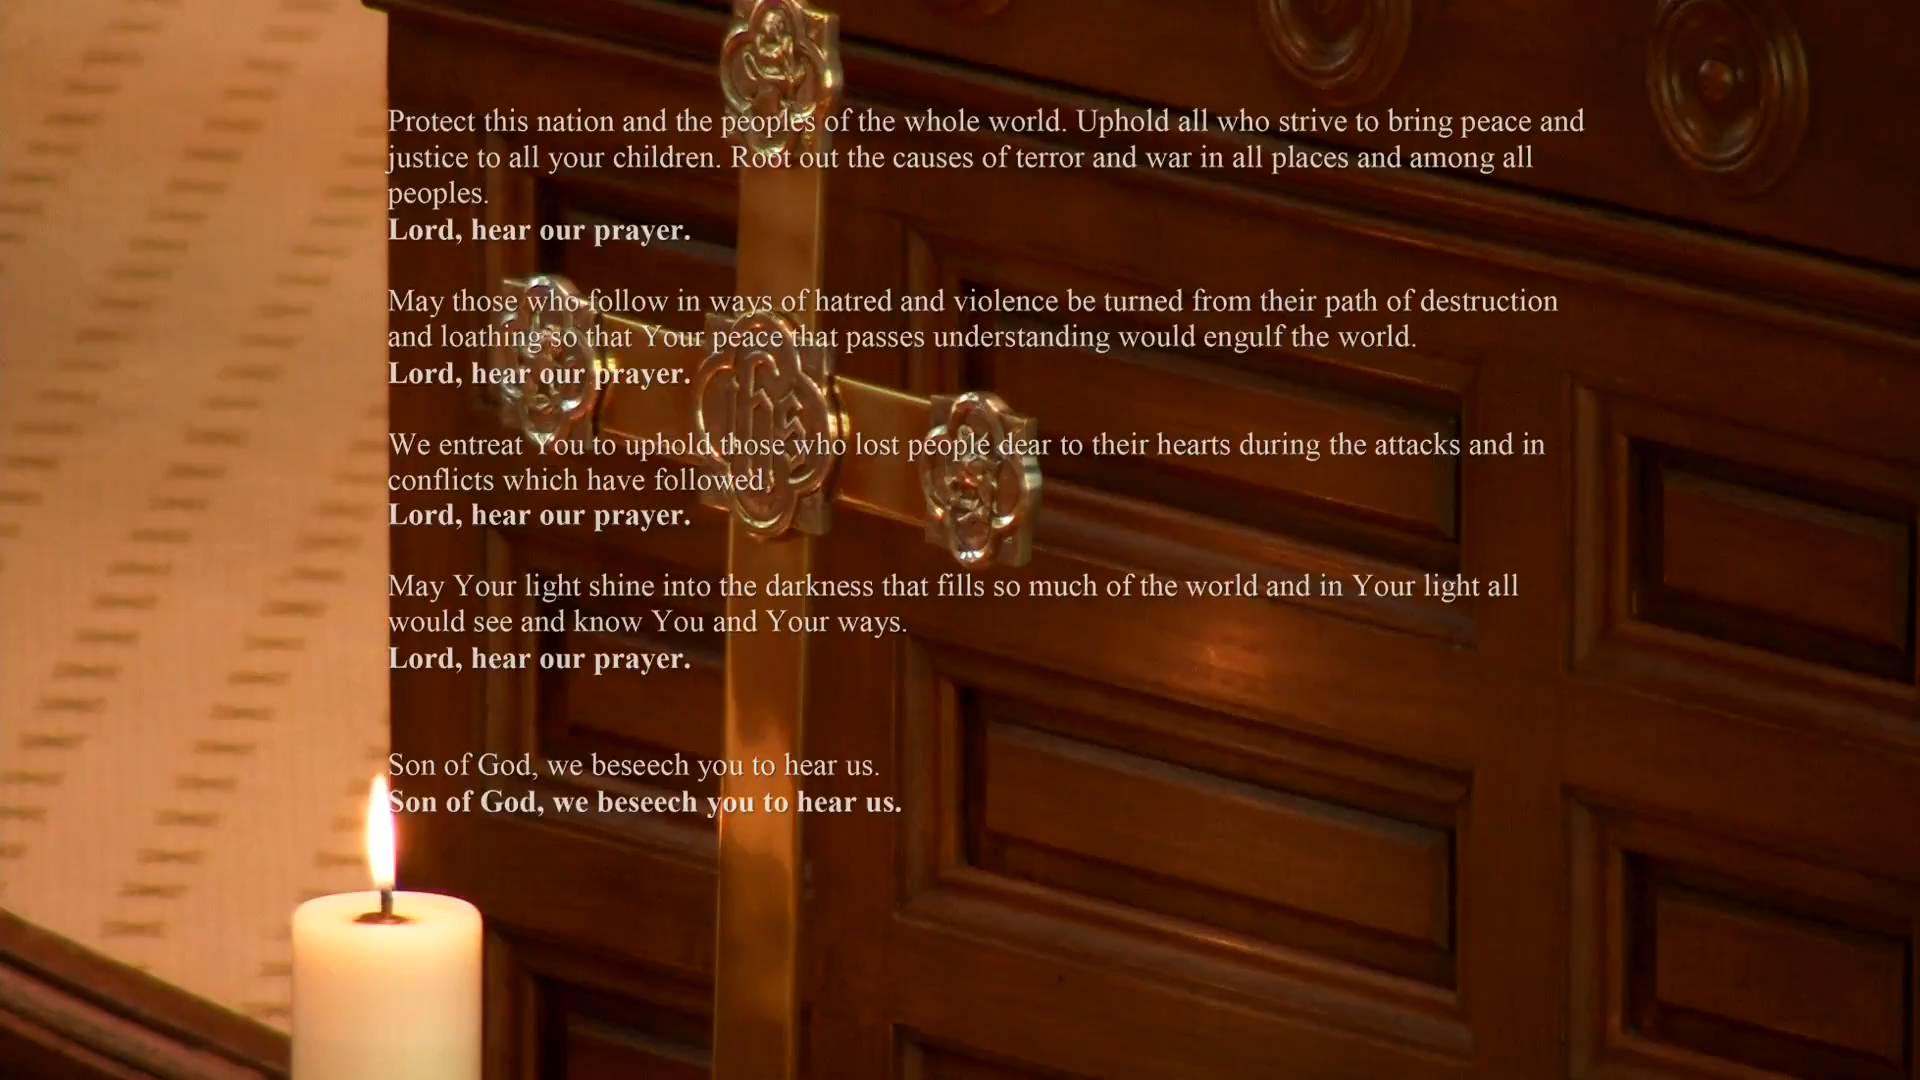 Protect this nation and the peoples of the whole world. Uphold all who strive to bring peace and
justice to all your children. Root out the causes of terror and war in all places and among all
peoples.
Lord, hear our prayer.
May those who follow in ways of hatred and violence be turned from their path of destruction
and loathing so that Your peace that passes understanding would engulf the world.
Lord, hear our prayer.
We entreat You to uphold those who lost people dear to their hearts during the attacks and in
conflicts which have followed.
Lord, hear our prayer.
May Your light shine into the darkness that fills so much of the world and in Your light all
would see and know You and Your ways.
Lord, hear our prayer.
Son of God, we beseech you to hear us.
Son of God, we beseech you to hear us.
ihs